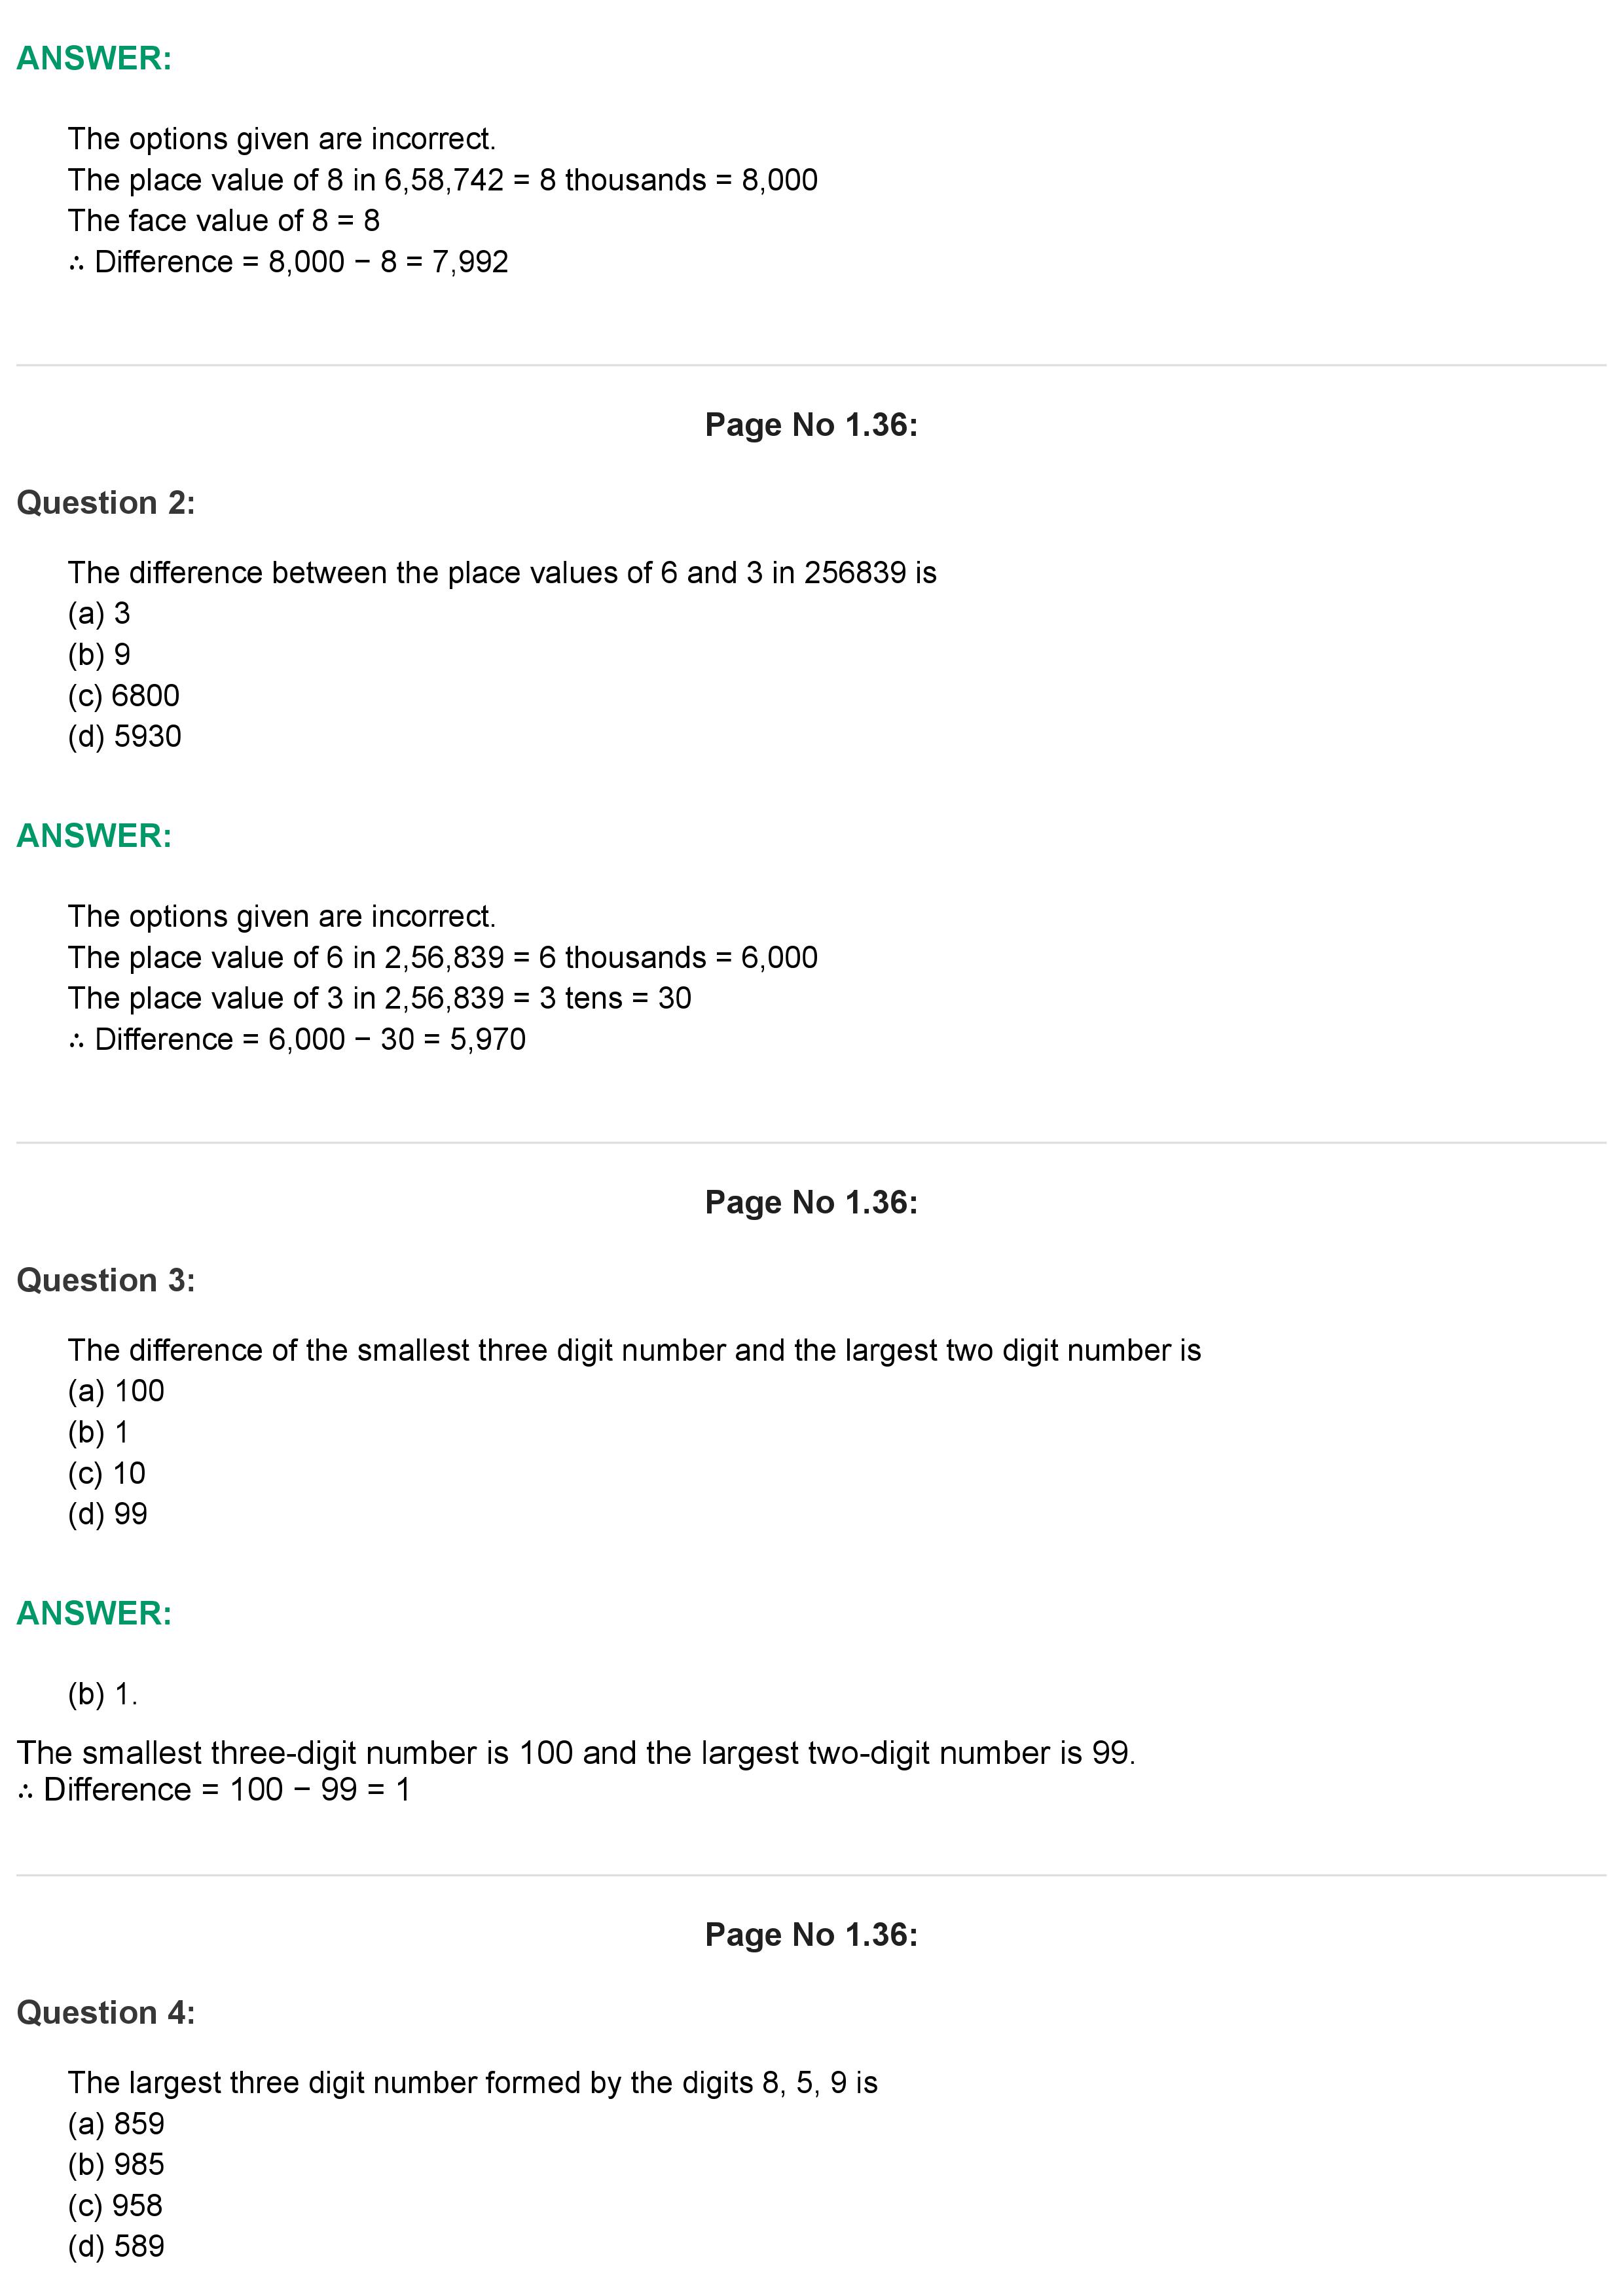 ANSWER:
The options given are incorrect.
The place value of 8 in 6,58,742 = 8 thousands = 8,000
The face value of 8 = 8
∴ Difference = 8,000 − 8 = 7,992
Page No 1.36:
Question 2:
The difference between the place values of 6 and 3 in 256839 is
(a) 3
(b) 9
(c) 6800
(d) 5930
ANSWER:
The options given are incorrect.
The place value of 6 in 2,56,839 = 6 thousands = 6,000
The place value of 3 in 2,56,839 = 3 tens = 30
∴ Difference = 6,000 − 30 = 5,970
Page No 1.36:
Question 3:
The difference of the smallest three digit number and the largest two digit number is
(a) 100
(b) 1
(c) 10
(d) 99
ANSWER:
(b) 1.
The smallest three-digit number is 100 and the largest two-digit number is 99.
∴ Difference = 100 − 99 = 1
Page No 1.36:
Question 4:
The largest three digit number formed by the digits 8, 5, 9 is
(a) 859
(b) 985
(c) 958
(d) 589